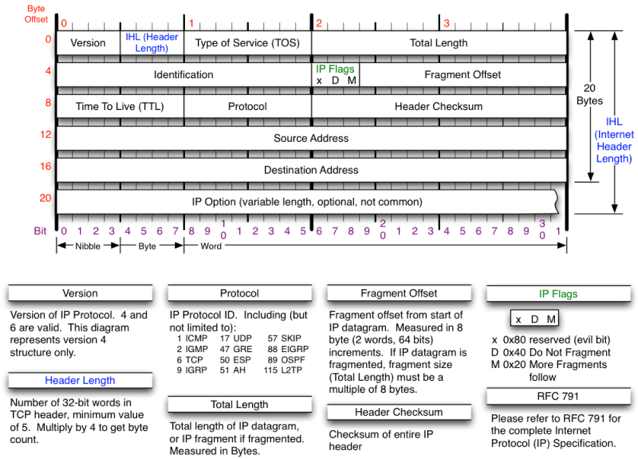 Byte
Offset
0 1 2 3
0 Version IHL (Header Length) Type of Service (TOS) Total Length
4 Identification IP Flags x D M Fragment Offset
8 Time To Live (TTL) Protocol Header Checksum
12 Source Address
16 Destination Address
20 IP Option (variable length, optional, not common)
20
Bytes
IHL
(Internet
Header
Length)
Bit 0 1 2 3 4 5 6 7 8 9 10 1 2 3 4 5 6 7 8 9 20 1 2 3 4 5 6 7 8 9 30 1
Nibble Byte Word
Version
Version of IP Protocol. 4 and
6 are valid. This diagram
represents version 4
structure only.
Header Length
Number of 32-bit words in
TCP header, minimum value
of 5. Multiply by 4 to get byte
count.
Protocol
IP Protocol ID. Including (but
not limited to):
1 ICMP 17 UDP 57 SKIP
2 IGMP 47 GRE 88 EIGRP
6 TCP 50 ESP 89 OSPF
9 IGRP 51 AH 115 L2TP
Total Length
Total length of IP datagram,
or IP fragment if fragmented.
Measured in Bytes.
Fragment Offset
Fragment offset from start of
IP datagram. Measured in 8
byte (2 words, 64 bits)
increments. If IP datagram is
fragmented, fragment size
(Total Length) must be a
multiple of 8 bytes.
Header Checksum
Checksum of entire IP
header
IP Flags
x D M
x 0x80 reserved (evil bit)
D 0x40 Do Not Fragment
M 0x20 More Fragments
follow
RFC 791
Please refer to RFC 791 for
the complete Internet
Protocol (IP) Specification.